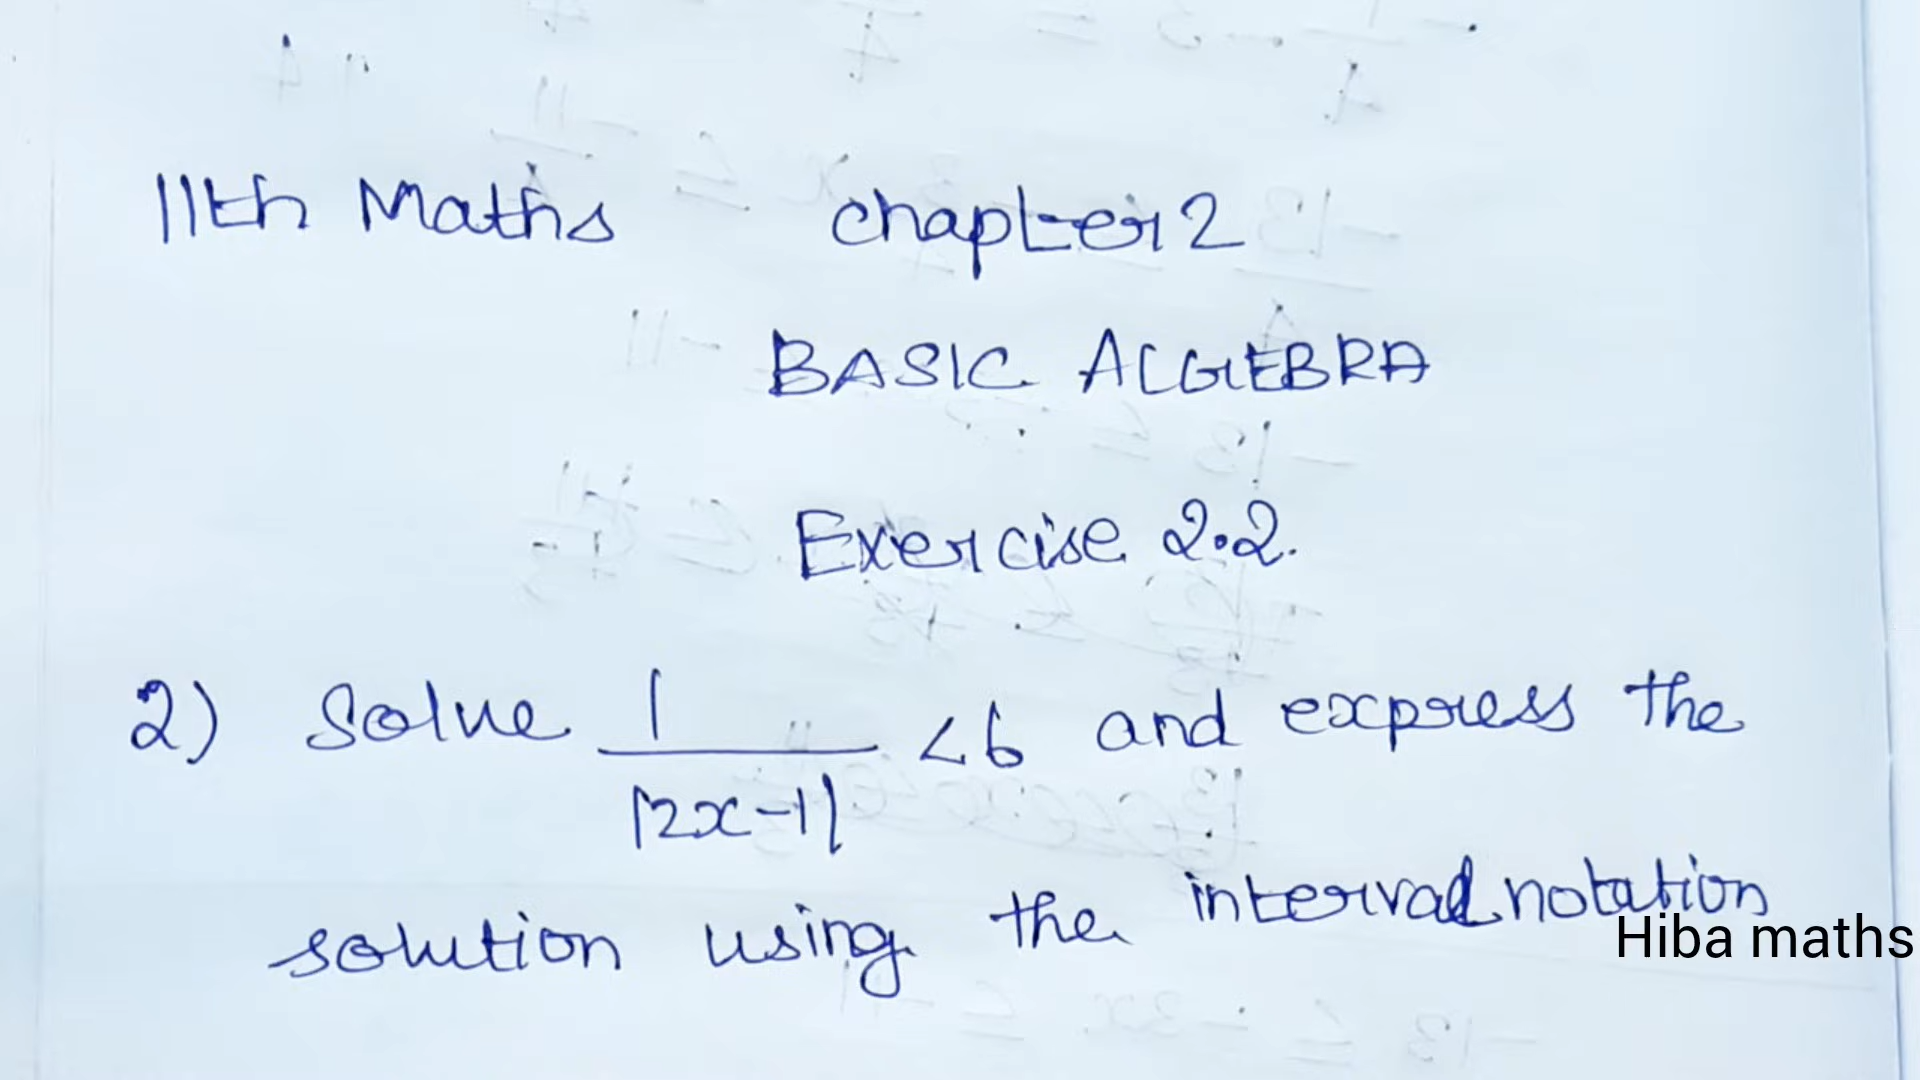 11th Maths chapter 2
BASIC ALGEBRA
Exercise 2.2.
2) Solve 1/|2x-1| <6 and express the
solution using the interval notation
Hiba maths